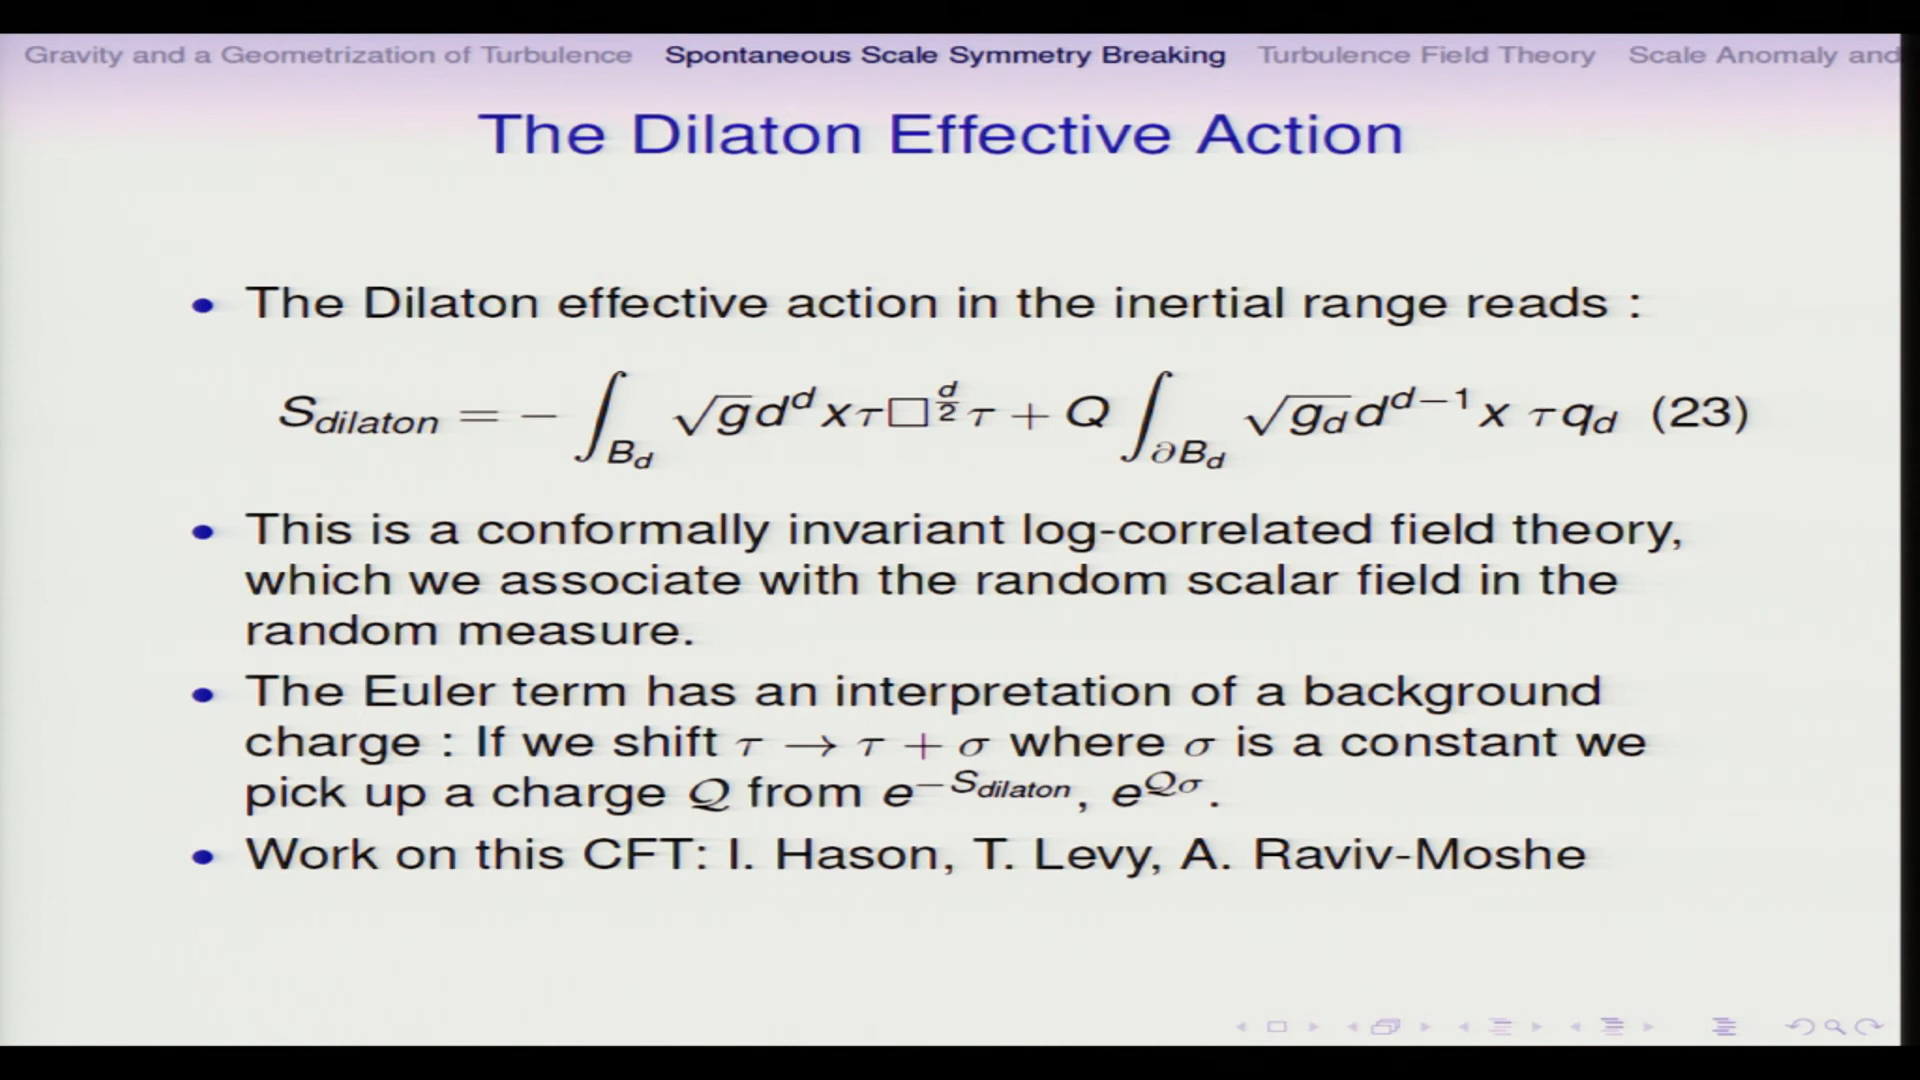 Gravity and a Geometrization of Turbulence Spontaneous Scale Symmetry Breaking Turbulence Field Theory Scale Anomaly and
The Dilaton Effective Action
• The Dilaton effective action in the inertial range reads :
S_{dilaton} = − ∫_{B_d} √g d^d x τ □^{d/2} τ + Q ∫_{∂B_d} √g_d d^{d−1} x τ q_d (23)
• This is a conformally invariant log-correlated field theory,
which we associate with the random scalar field in the
random measure.
• The Euler term has an interpretation of a background
charge : If we shift τ → τ + σ where σ is a constant we
pick up a charge Q from e^{−S_{dilaton}}, e^{Qσ}.
• Work on this CFT: I. Hason, T. Levy, A. Raviv-Moshe